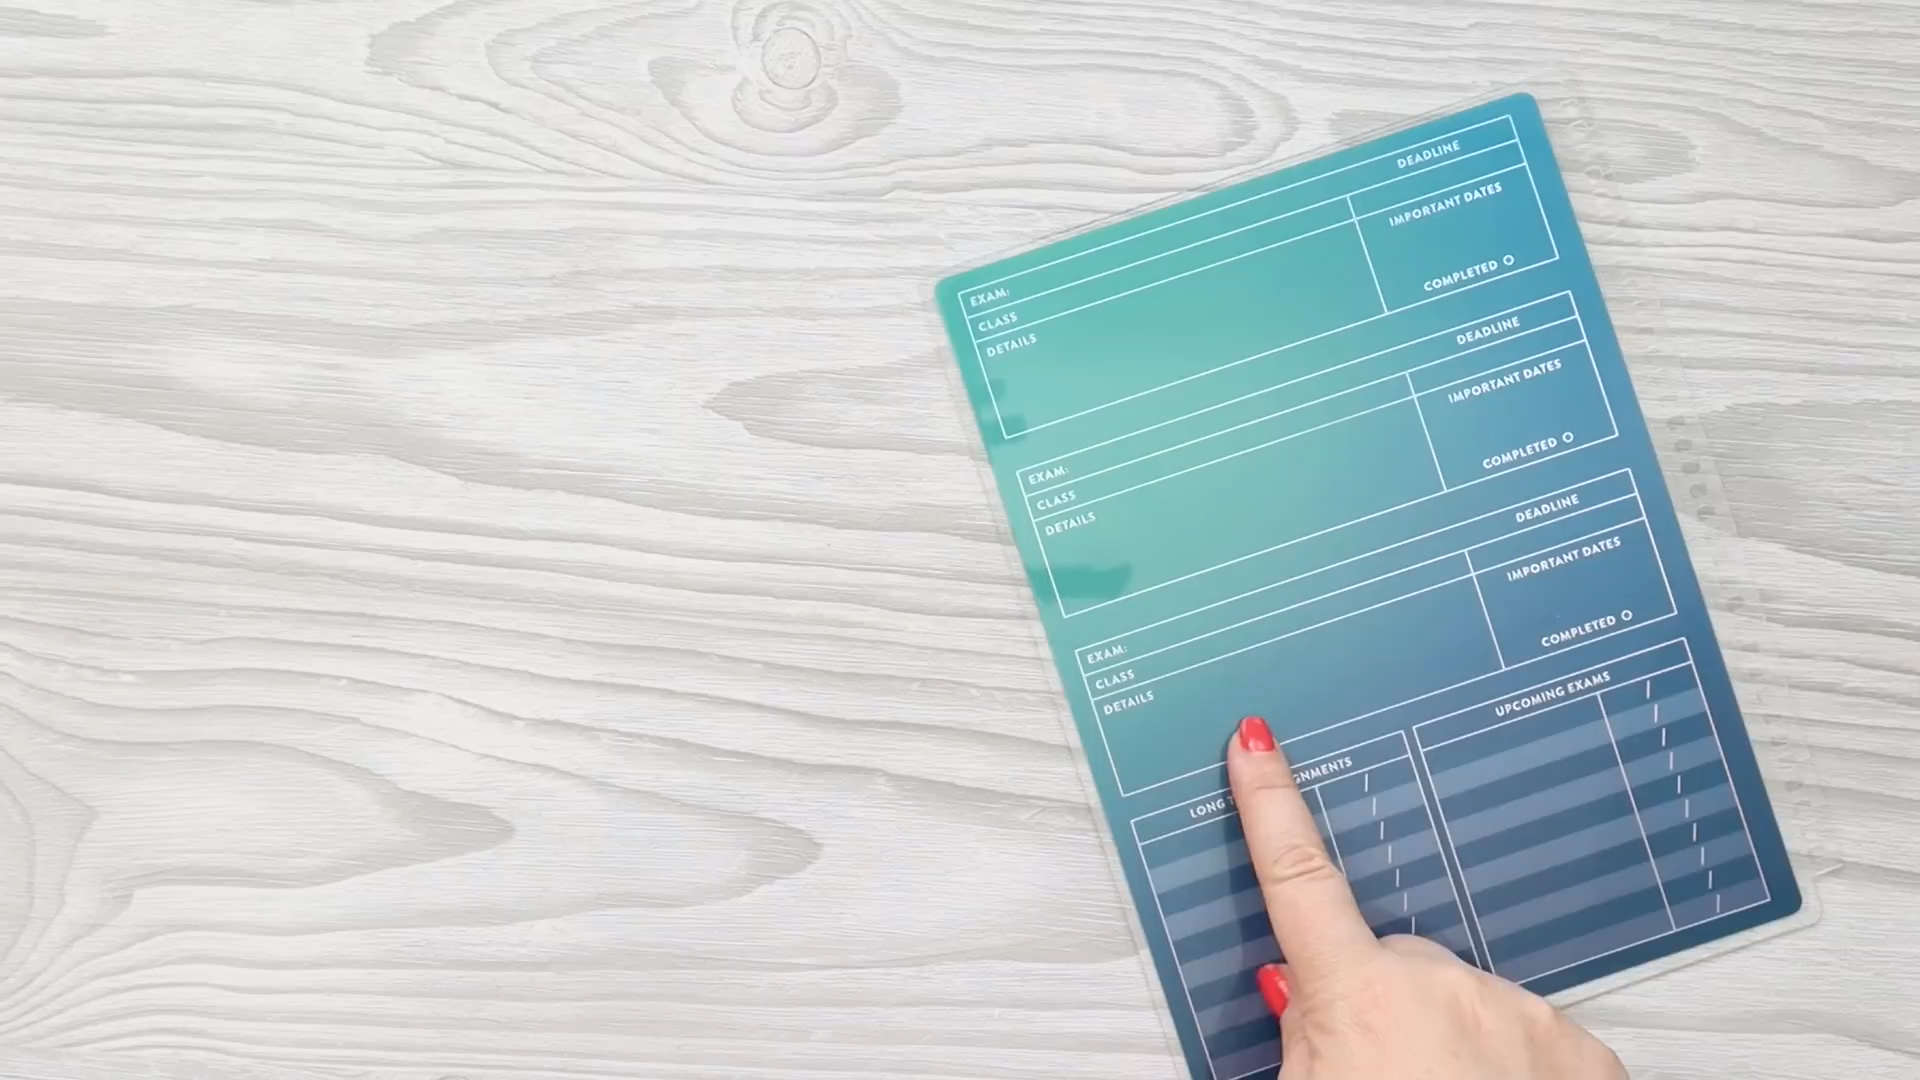 EXAM: DEADLINE
CLASS
DETAILS IMPORTANT DATES
COMPLETED
EXAM: DEADLINE
CLASS
DETAILS IMPORTANT DATES
COMPLETED
EXAM: DEADLINE
CLASS
DETAILS IMPORTANT DATES
COMPLETED
LONG
UPCOMING EXAMS